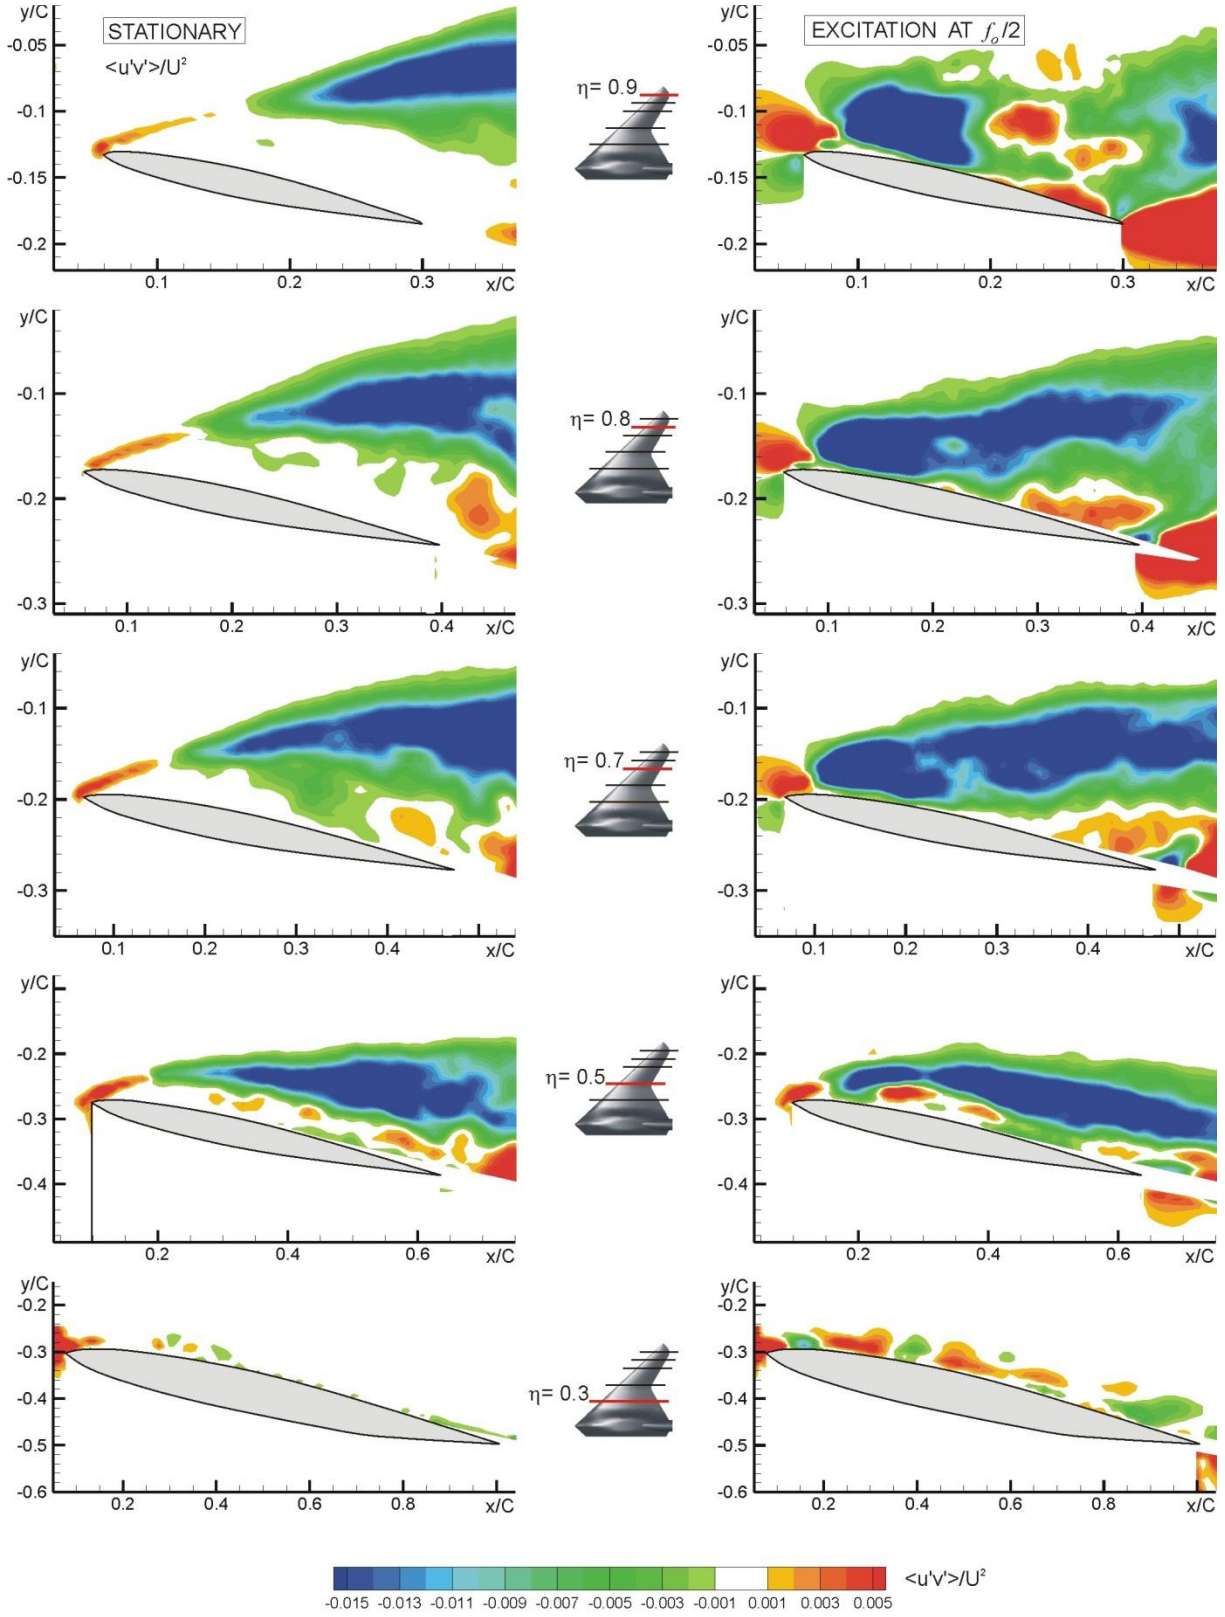 y/C
STATIONARY
<u'v'>/U²
-0.05
-0.1
-0.15
-0.2
0.1
0.2
0.3
x/C
η= 0.9
y/C
EXCITATION AT fₒ/2
-0.05
-0.1
-0.15
-0.2
0.1
0.2
0.3
x/C
y/C
-0.1
-0.2
-0.3
0.1
0.2
0.3
0.4
x/C
η= 0.8
y/C
-0.1
-0.2
-0.3
0.1
0.2
0.3
0.4
x/C
y/C
-0.1
-0.2
-0.3
0.1
0.2
0.3
0.4
x/C
η= 0.7
y/C
-0.1
-0.2
-0.3
0.1
0.2
0.3
0.4
x/C
y/C
-0.2
-0.3
-0.4
0.2
0.4
0.6
x/C
η= 0.5
y/C
-0.2
-0.3
-0.4
0.2
0.4
0.6
x/C
y/C
-0.2
-0.3
-0.4
-0.5
-0.6
0.2
0.4
0.6
0.8
x/C
η= 0.3
y/C
-0.2
-0.3
-0.4
-0.5
-0.6
0.2
0.4
0.6
0.8
x/C
<u'v'>/U²
-0.015 -0.013 -0.011 -0.009 -0.007 -0.005 -0.003 -0.001 0.001 0.003 0.005